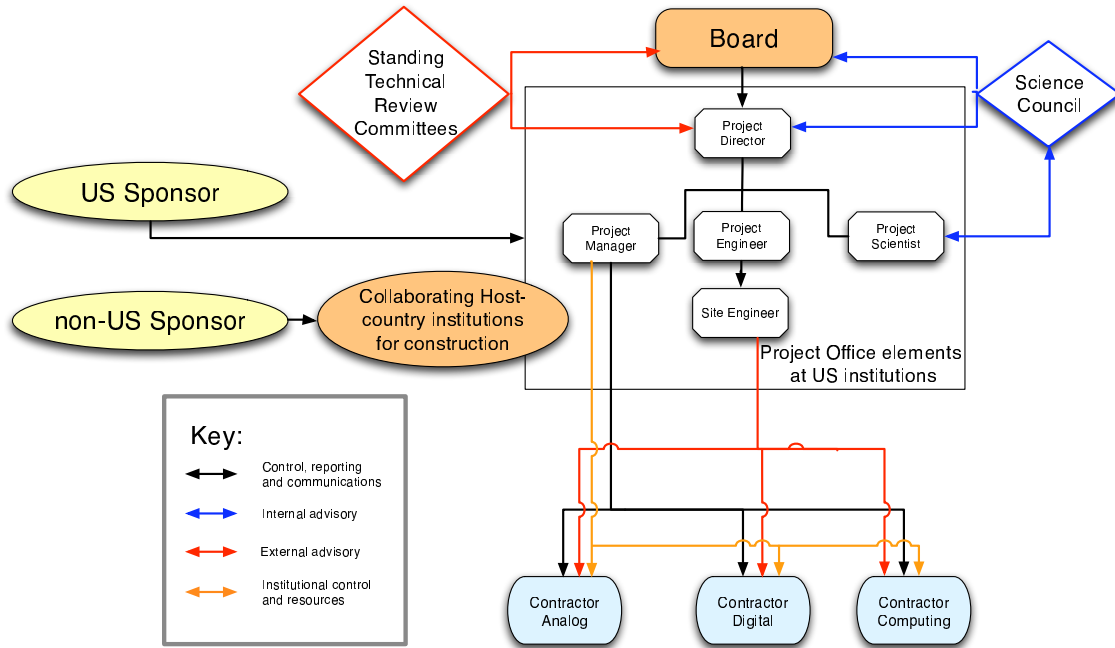 Board
Standing
Technical
Review
Committees
Science
Council
Project
Director
US Sponsor
Project
Manager
Project
Engineer
Project
Scientist
non-US Sponsor
Collaborating Host-
country institutions
for construction
Site Engineer
Project Office elements
at US institutions
Key:
Control, reporting
and communications
Internal advisory
External advisory
Institutional control
and resources
Contractor
Analog
Contractor
Digital
Contractor
Computing